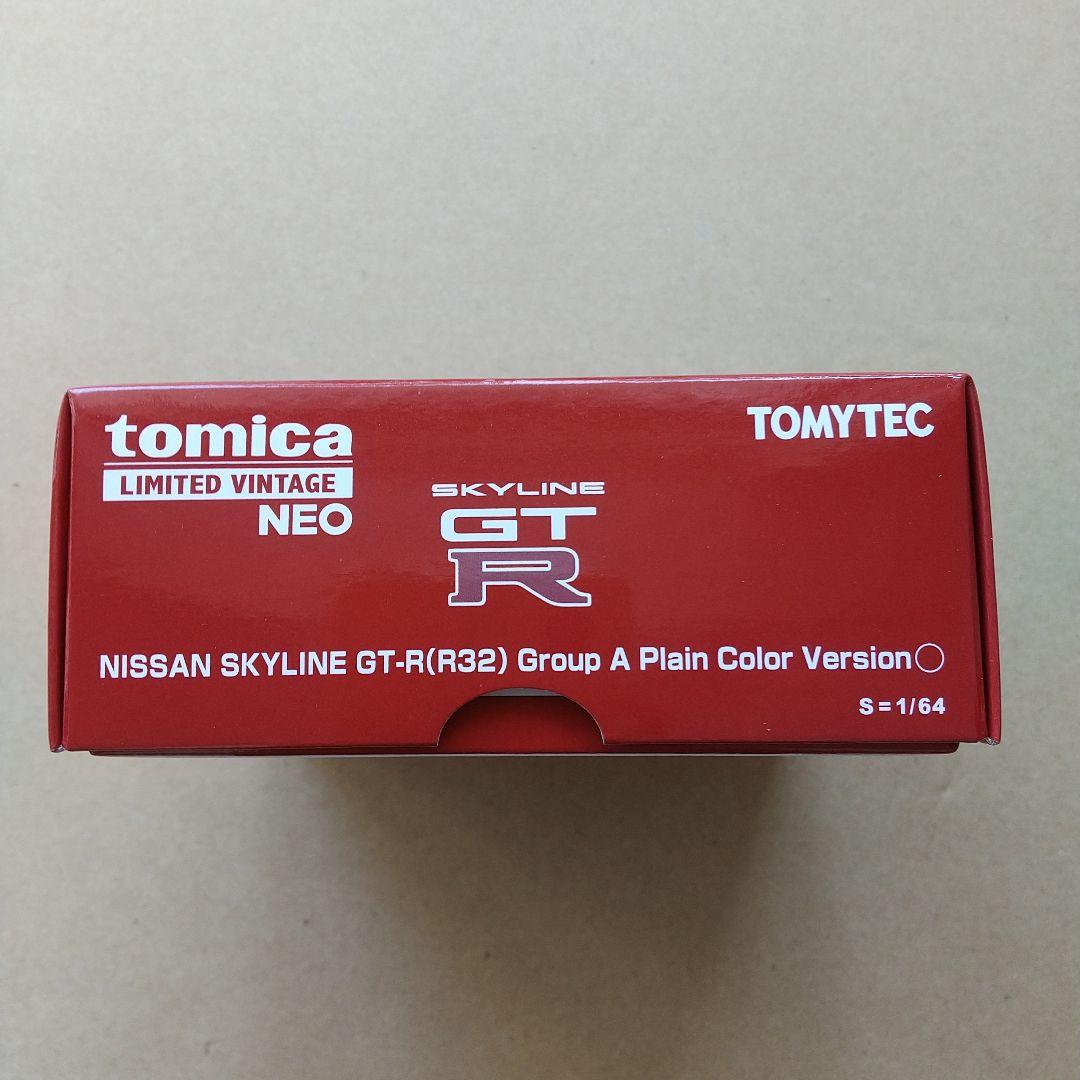 tomica
LIMITED VINTAGE
NEO
TOMYTEC
SKYLINE
GT
R
NISSAN SKYLINE GT-R(R32) Group A Plain Color Version
S=1/64